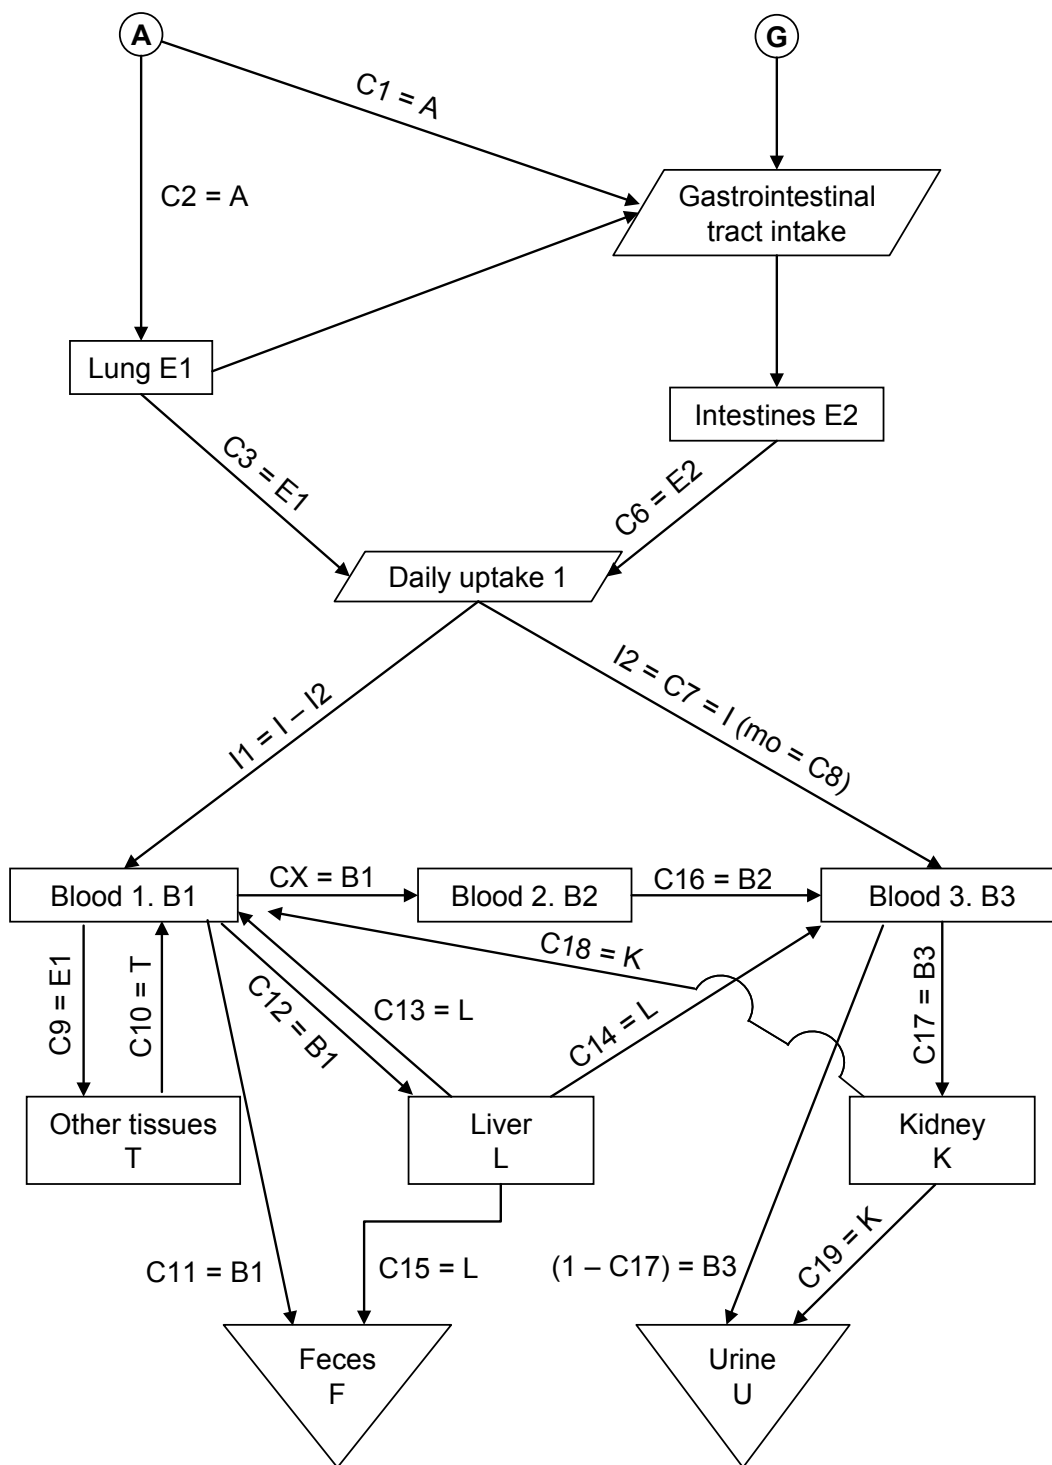 A
G
C1 = A
C2 = A
Gastrointestinal
tract intake
Lung E1
Intestines E2
C3 = E1
C6 = E2
Daily uptake 1
I1 = I – I2
I2 = C7 = I (mo = C8)
Blood 1. B1
CX = B1
Blood 2. B2
C16 = B2
Blood 3. B3
C9 = E1
C10 = T
C12 = B1
C13 = L
C18 = K
C14 = L
C17 = B3
Other tissues
T
Liver
L
Kidney
K
C11 = B1
C15 = L
(1 – C17) = B3
C19 = K
Feces
F
Urine
U